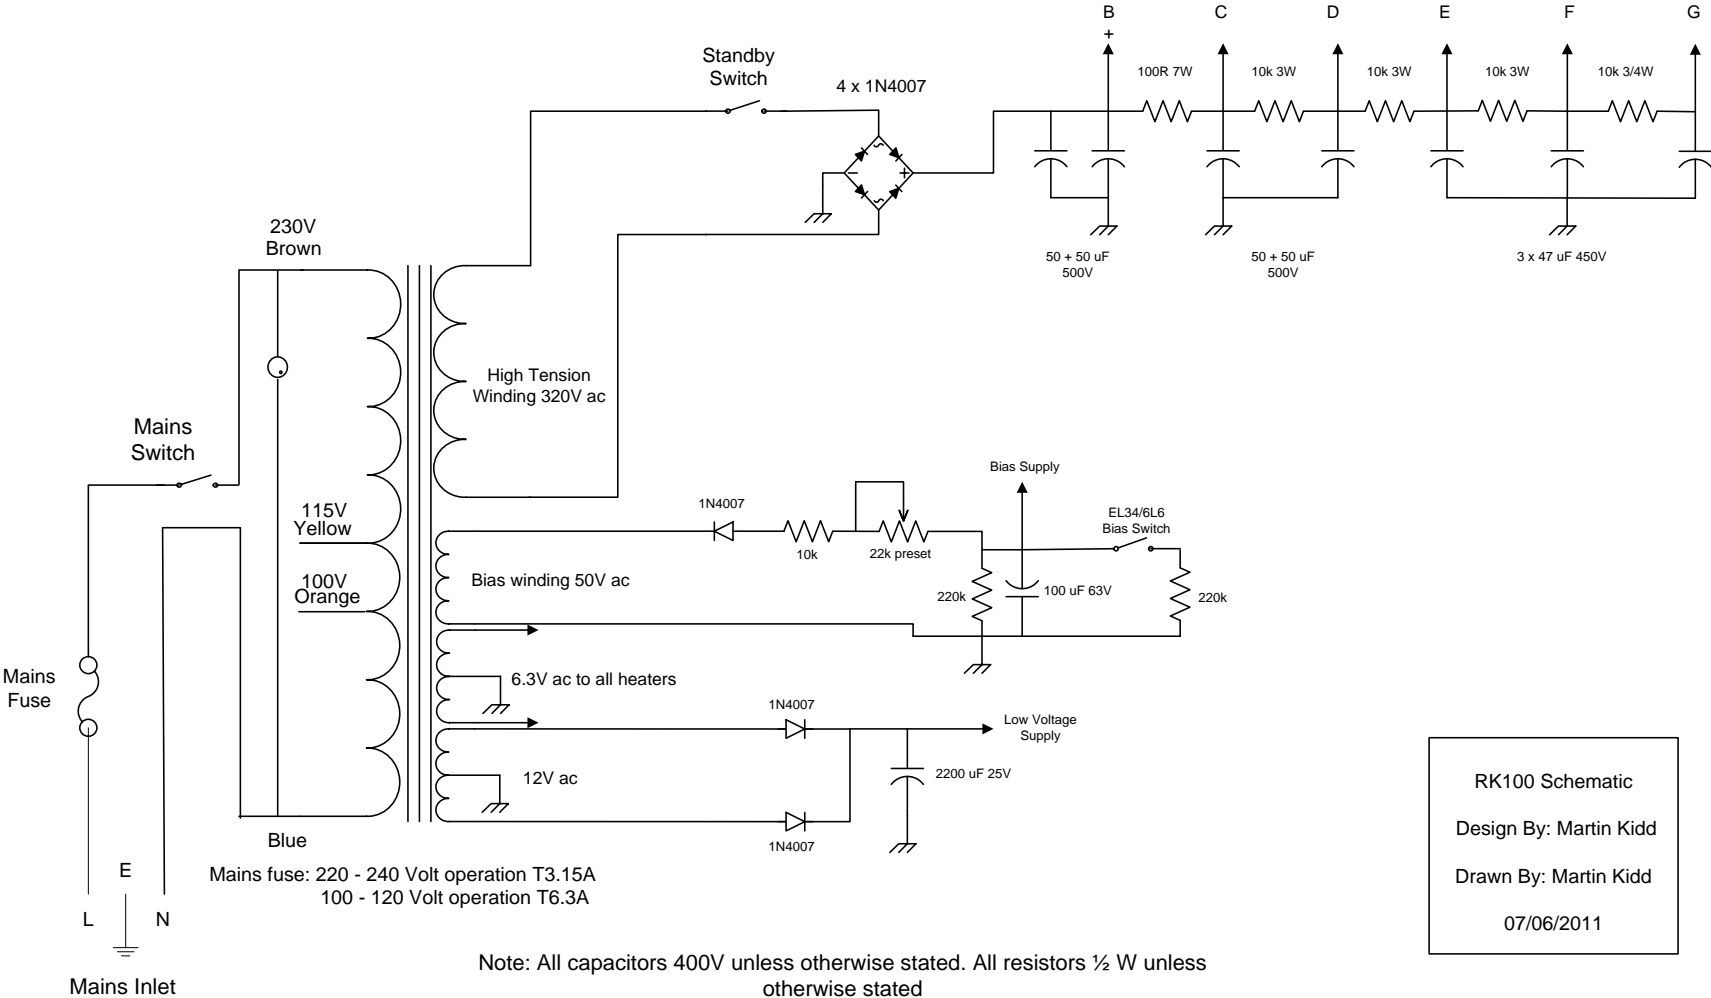 B
+
C
D
E
F
G
Standby
Switch
4 x 1N4007
~
−
+
~
100R 7W
10k 3W
10k 3W
10k 3W
10k 3/4W
50 + 50 uF
500V
50 + 50 uF
500V
3 x 47 uF 450V
230V
Brown
High Tension
Winding 320V ac
Mains
Switch
115V
Yellow
100V
Orange
1N4007
10k
22k preset
Bias Supply
EL34/6L6
Bias Switch
Bias winding 50V ac
220k
100 uF 63V
220k
Mains
Fuse
6.3V ac to all heaters
1N4007
Low Voltage
Supply
12V ac
2200 uF 25V
1N4007
Blue
Mains fuse: 220 - 240 Volt operation T3.15A
100 - 120 Volt operation T6.3A
E
L
N
Mains Inlet
RK100 Schematic
Design By: Martin Kidd
Drawn By: Martin Kidd
07/06/2011
Note: All capacitors 400V unless otherwise stated. All resistors ½ W unless
otherwise stated